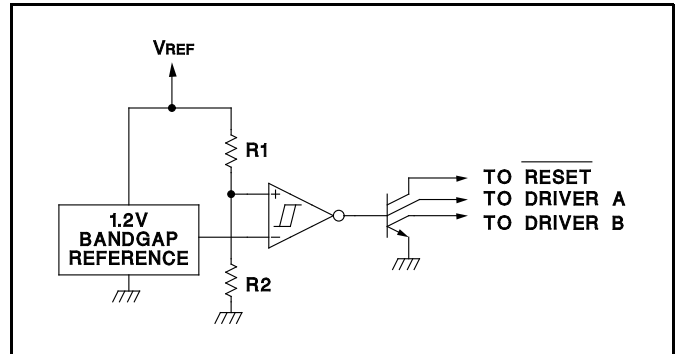 VREF
R1
TO RESET
TO DRIVER A
TO DRIVER B
+
−
1.2V
BANDGAP
REFERENCE
R2